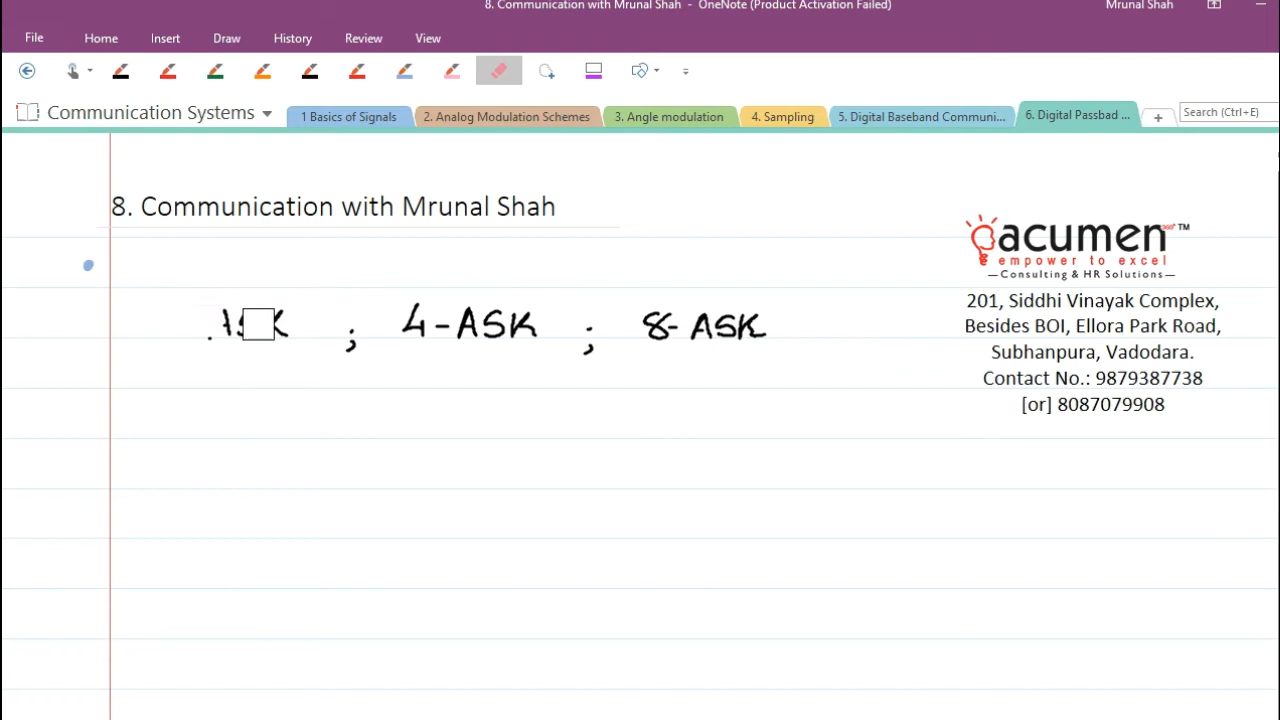 8. Communication with Mrunal Shah - OneNote (Product Activation Failed) Mrunal Shah
File Home Insert Draw History Review View
Communication Systems 1 Basics of Signals 2. Analog Modulation Schemes 3. Angle modulation 4. Sampling 5. Digital Baseband Communi... 6. Digital Passbad ... + Search (Ctrl+E)
8. Communication with Mrunal Shah
acumen TM
empower to excel
—Consulting & HR Solutions—
201, Siddhi Vinayak Complex,
Besides BOI, Ellora Park Road,
Subhanpura, Vadodara.
Contact No.: 9879387738
[or] 8087079908
; 4-ASK ; 8-ASK